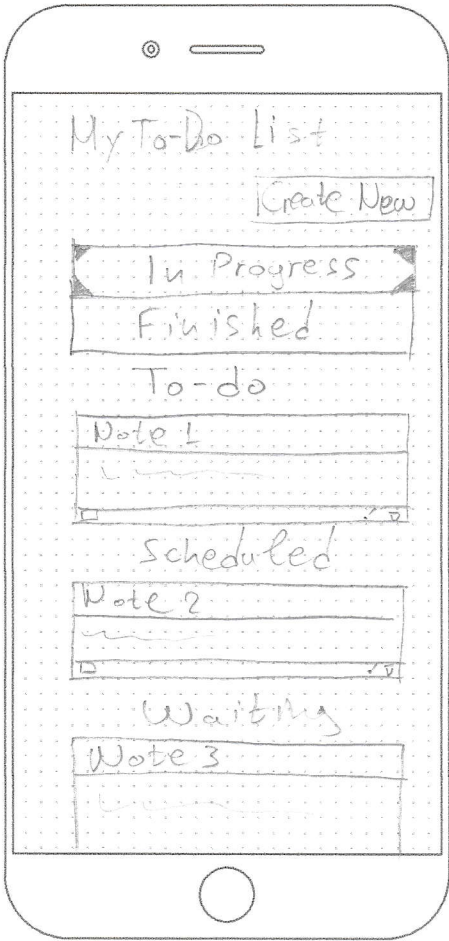 My To-Do List
Create New
In Progress
Finished
To-do
Note 1
Scheduled
Note 2
Waiting
Note 3